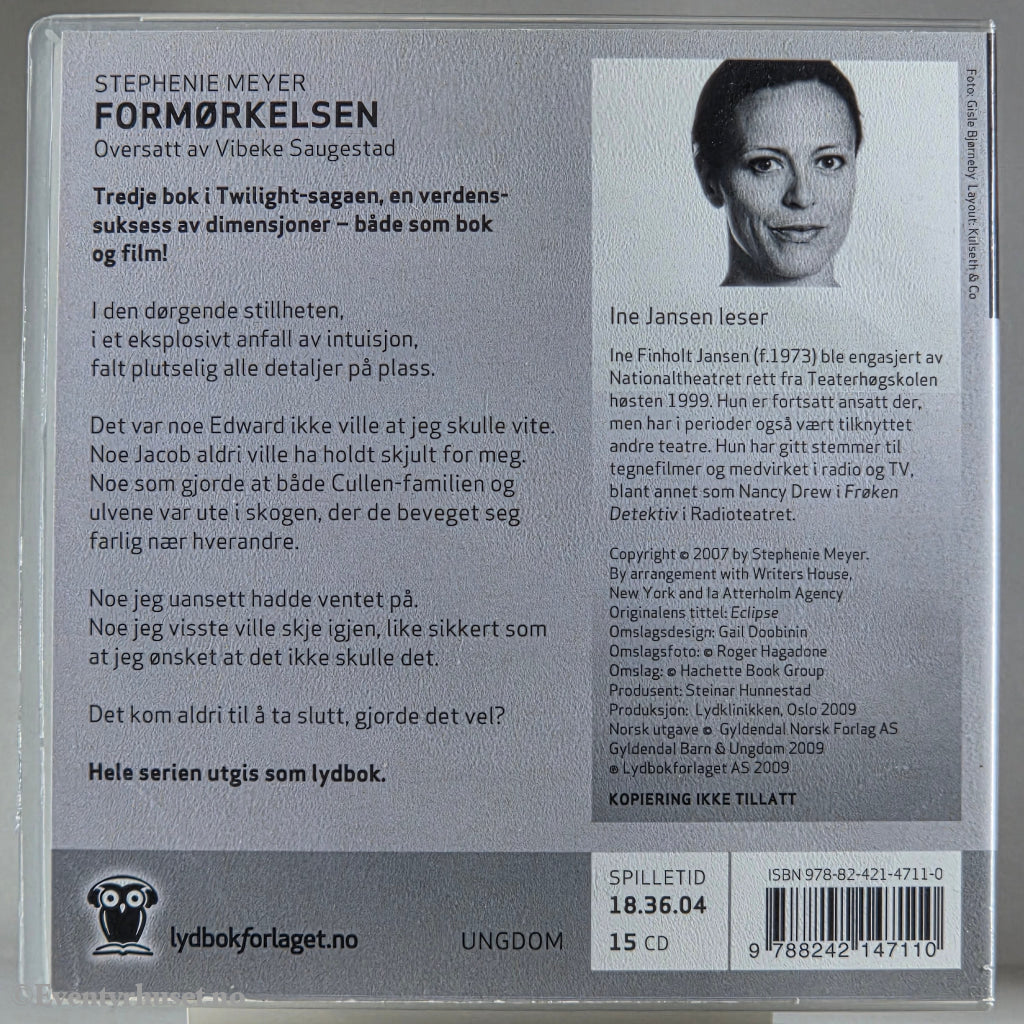 STEPHENIE MEYER
FORMØRKELSEN
Oversatt av Vibeke Saugestad
Tredje bok i Twilight-sagaen, en verdens-
suksess av dimensjoner – både som bok
og film!
I den dørgende stillheten,
i et eksplosivt anfall av intuisjon,
falt plutselig alle detaljer på plass.
Det var noe Edward ikke ville at jeg skulle vite.
Noe Jacob aldri ville ha holdt skjult for meg.
Noe som gjorde at både Cullen-familien og
ulvene var ute i skogen, der de beveget seg
farlig nær hverandre.
Noe jeg uansett hadde ventet på.
Noe jeg visste ville skje igjen, like sikkert som
at jeg ønsket at det ikke skulle det.
Det kom aldri til å ta slutt, gjorde det vel?
Hele serien utgis som lydbok.
Foto: Gisle Bjørneby Layout: Kulseth & Co
Ine Jansen leser
Ine Finholt Jansen (f.1973) ble engasjert av
Nationaltheatret rett fra Teaterhøgskolen
høsten 1999. Hun er fortsatt ansatt der,
men har i perioder også vært tilknyttet
andre teatre. Hun har gitt stemmer til
tegnefilmer og medvirket i radio og TV,
blant annet som Nancy Drew i Frøken
Detektiv i Radioteatret.
Copyright © 2007 by Stephenie Meyer.
By arrangement with Writers House,
New York and Ia Atterholm Agency
Originalens tittel: Eclipse
Omslagsdesign: Gail Doobinin
Omslagsfoto: © Roger Hagadone
Omslag: © Hachette Book Group
Produsent: Steinar Hunnestad
Produksjon: Lydklinikken, Oslo 2009
Norsk utgave © Gyldendal Norsk Forlag AS
Gyldendal Barn & Ungdom 2009
℗ Lydbokforlaget AS 2009
KOPIERING IKKE TILLATT
lydbokforlaget.no
UNGDOM
SPILLETID
18.36.04
15 CD
ISBN 978-82-421-4711-0
9 788242 147110
Eventyrhuset.no